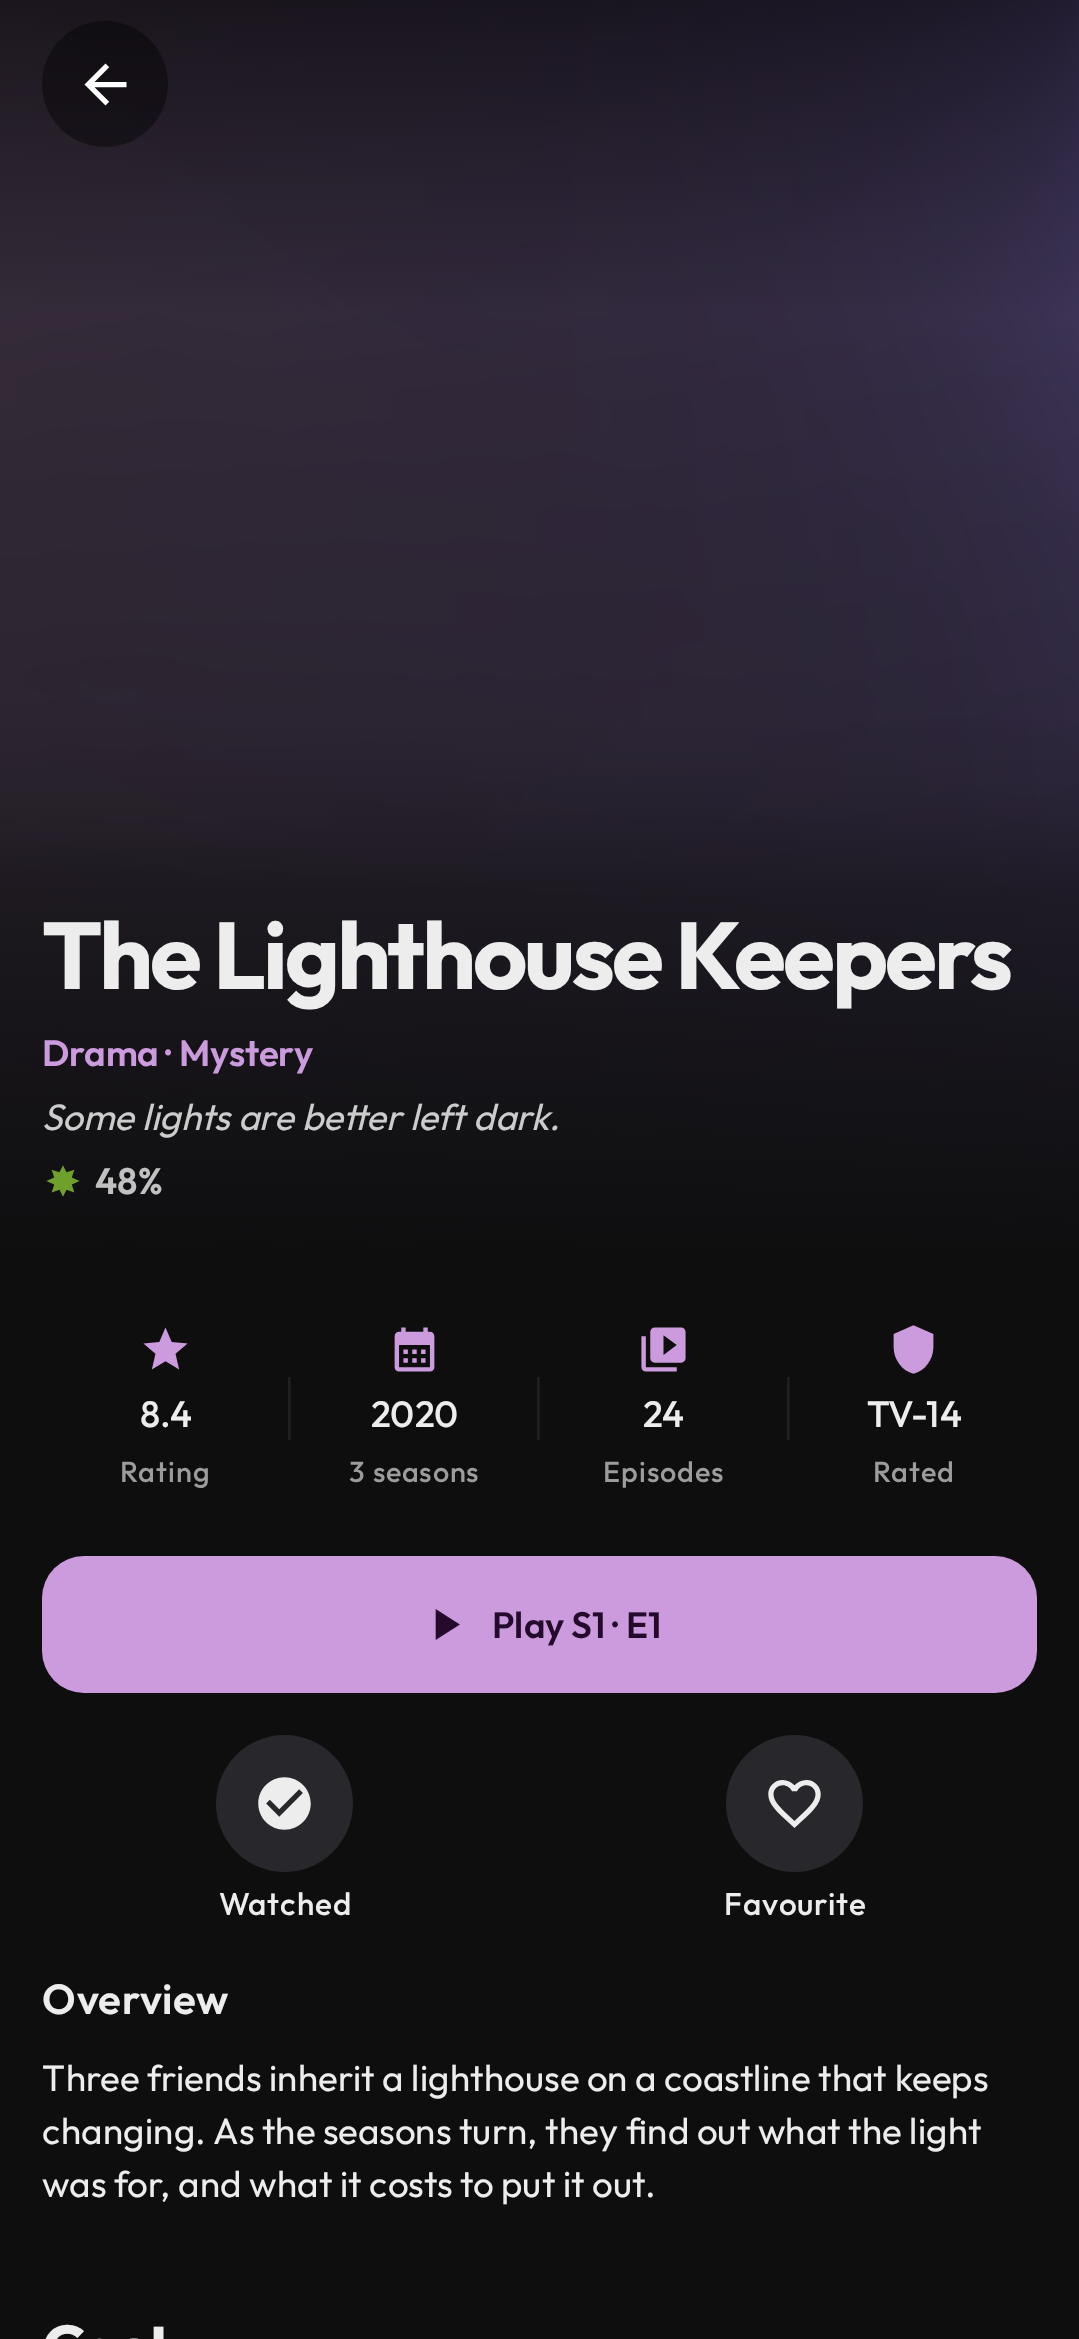 The Lighthouse Keepers
Drama · Mystery
Some lights are better left dark.
48%
8.4
2020
24
TV-14
Rating
3 seasons
Episodes
Rated
Play S1 · E1
Watched
Favourite
Overview
Three friends inherit a lighthouse on a coastline that keeps
changing. As the seasons turn, they find out what the light
was for, and what it costs to put it out.